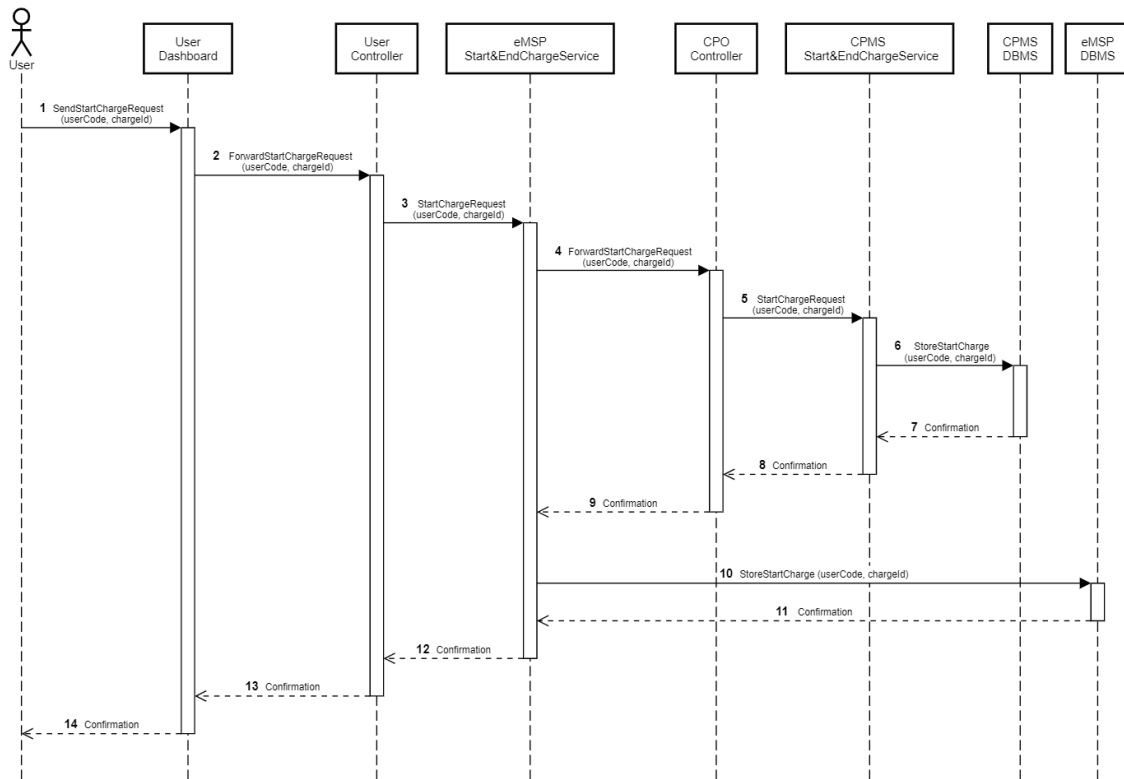 User
User
Dashboard
User
Controller
eMSP
Start&EndChargeService
CPO
Controller
CPMS
Start&EndChargeService
CPMS
DBMS
eMSP
DBMS
1 SendStartChargeRequest
(userCode, chargeId)
2 ForwardStartChargeRequest
(userCode, chargeId)
3 StartChargeRequest
(userCode, chargeId)
4 ForwardStartChargeRequest
(userCode, chargeId)
5 StartChargeRequest
(userCode, chargeId)
6 StoreStartCharge
(userCode, chargeId)
7 Confirmation
8 Confirmation
9 Confirmation
10 StoreStartCharge (userCode, chargeId)
11 Confirmation
12 Confirmation
13 Confirmation
14 Confirmation